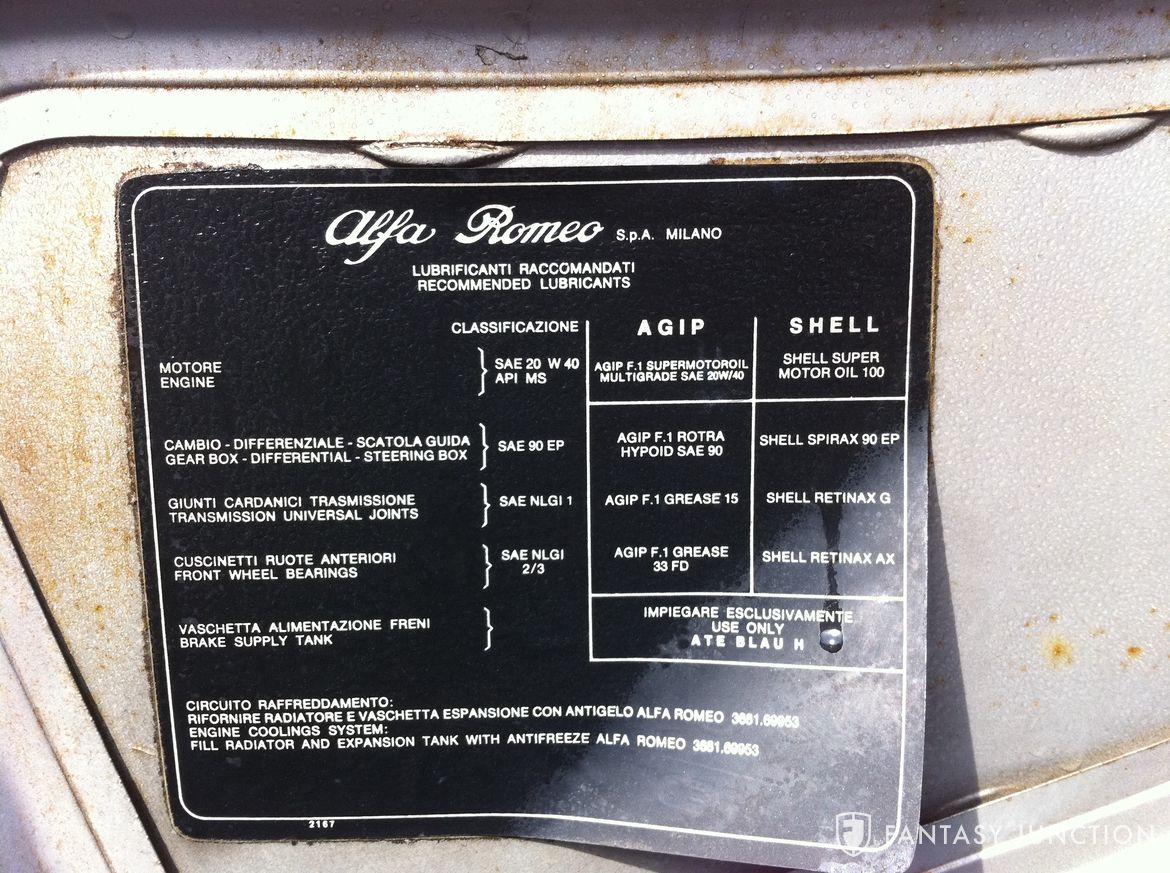 Alfa Romeo S.p.A. MILANO
LUBRIFICANTI RACCOMANDATI
RECOMMENDED LUBRICANTS
CLASSIFICAZIONE AGIP SHELL
MOTORE
ENGINE
SAE 20 W 40
API MS
AGIP F.1 SUPERMOTOROIL
MULTIGRADE SAE 20W/40
SHELL SUPER
MOTOR OIL 100
CAMBIO - DIFFERENZIALE - SCATOLA GUIDA
GEAR BOX - DIFFERENTIAL - STEERING BOX
SAE 90 EP
AGIP F.1 ROTRA
HYPOID SAE 90
SHELL SPIRAX 90 EP
GIUNTI CARDANICI TRASMISSIONE
TRANSMISSION UNIVERSAL JOINTS
SAE NLGI 1
AGIP F.1 GREASE 15
SHELL RETINAX G
CUSCINETTI RUOTE ANTERIORI
FRONT WHEEL BEARINGS
SAE NLGI
2/3
AGIP F.1 GREASE
33 FD
SHELL RETINAX AX
VASCHETTA ALIMENTAZIONE FRENI
BRAKE SUPPLY TANK
IMPIEGARE ESCLUSIVAMENTE
USE ONLY
ATE BLAU H
CIRCUITO RAFFREDDAMENTO:
RIFORNIRE RADIATORE E VASCHETTA ESPANSIONE CON ANTIGELO ALFA ROMEO 3681.69953
ENGINE COOLINGS SYSTEM:
FILL RADIATOR AND EXPANSION TANK WITH ANTIFREEZE ALFA ROMEO 3681.69953
2167
FANTASY JUNCTION